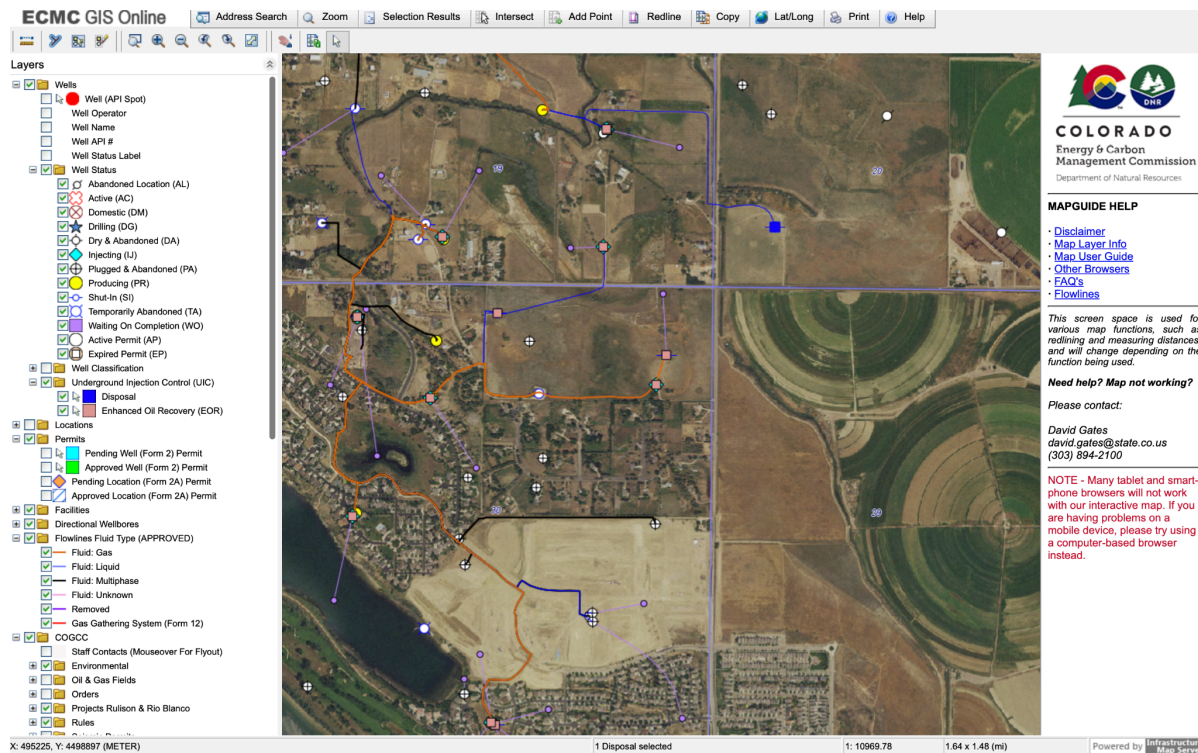 ECMC GIS Online
Address Search
Zoom
Selection Results
Intersect
Add Point
Redline
Copy
Lat/Long
Print
Help
Layers
Wells
Well (API Spot)
Well Operator
Well Name
Well API #
Well Status Label
Well Status
Abandoned Location (AL)
Active (AC)
Domestic (DM)
Drilling (DG)
Dry & Abandoned (DA)
Injecting (IJ)
Plugged & Abandoned (PA)
Producing (PR)
Shut-In (SI)
Temporarily Abandoned (TA)
Waiting On Completion (WO)
Active Permit (AP)
Expired Permit (EP)
Well Classification
Underground Injection Control (UIC)
Disposal
Enhanced Oil Recovery (EOR)
Locations
Permits
Pending Well (Form 2) Permit
Approved Well (Form 2) Permit
Pending Location (Form 2A) Permit
Approved Location (Form 2A) Permit
Facilities
Directional Wellbores
Flowlines Fluid Type (APPROVED)
Fluid: Gas
Fluid: Liquid
Fluid: Multiphase
Fluid: Unknown
Removed
Gas Gathering System (Form 12)
COGCC
Staff Contacts (Mouseover For Flyout)
Environmental
Oil & Gas Fields
Orders
Projects Rulison & Rio Blanco
Rules
19
20
30
29
DNR
COLORADO
Energy & Carbon
Management Commission
Department of Natural Resources
MAPGUIDE HELP
· Disclaimer
· Map Layer Info
· Map User Guide
· Other Browsers
· FAQ's
· Flowlines
This screen space is used for
various map functions, such as
redlining and measuring distances
and will change depending on the
function being used.
Need help? Map not working?
Please contact:
David Gates
david.gates@state.co.us
(303) 894-2100
NOTE - Many tablet and smart-
phone browsers will not work
with our interactive map. If you
are having problems on a
mobile device, please try using
a computer-based browser
instead.
X: 495225, Y: 4498897 (METER)
1 Disposal selected
1: 10969.78
1.64 x 1.48 (mi)
Powered by
Infrastructure
Map Server